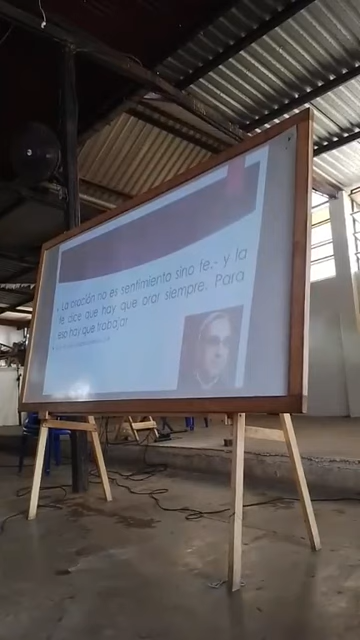 . La oración no es sentimiento sino fe.- y la
fe dice que hay que orar siempre. Para
eso hay que trabajar